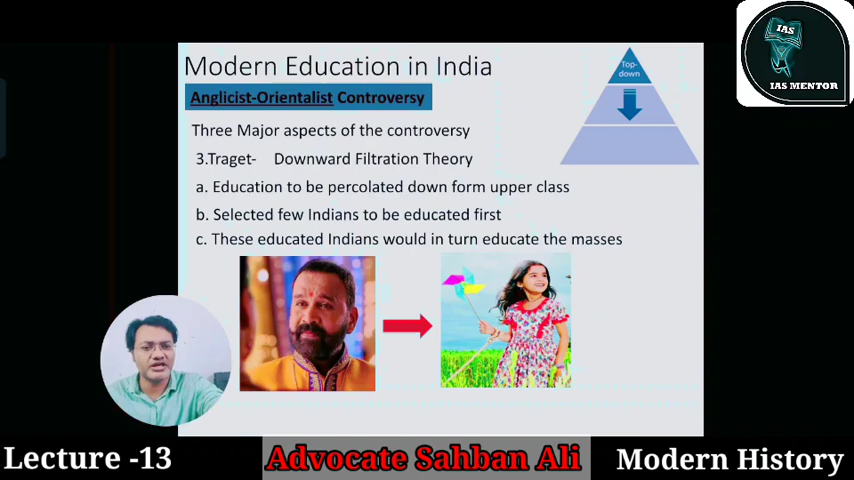 IAS
IAS MENTOR
Modern Education in India
Top-
down
Anglicist-Orientalist Controversy
Three Major aspects of the controversy
3.Traget- Downward Filtration Theory
a. Education to be percolated down form upper class
b. Selected few Indians to be educated first
c. These educated Indians would in turn educate the masses
Lecture -13
Advocate Sahban Ali
Modern History